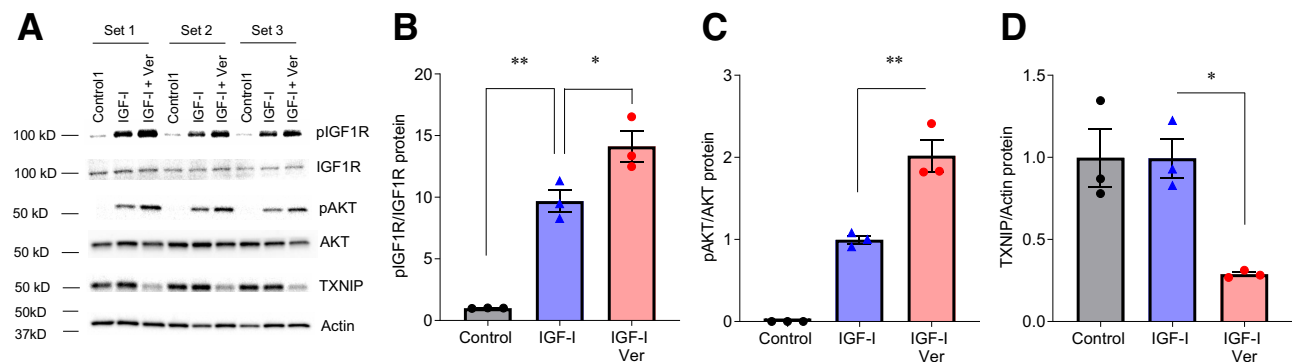 A
Set 1 Set 2 Set 3
Control1 IGF-I IGF-I + Ver Control1 IGF-I IGF-I + Ver Control1 IGF-I IGF-I + Ver
100 kD pIGF1R
100 kD IGF1R
50 kD pAKT
50 kD AKT
50 kD TXNIP
50kD
37kD Actin
B
pIGF1R/IGF1R protein
20
15
10
5
0
** *
Control IGF-I IGF-I
Ver
C
pAKT/AKT protein
3
2
1
0
**
Control IGF-I IGF-I
Ver
D
TXNIP/Actin protein
1.5
1.0
0.5
0.0
*
Control IGF-I IGF-I
Ver